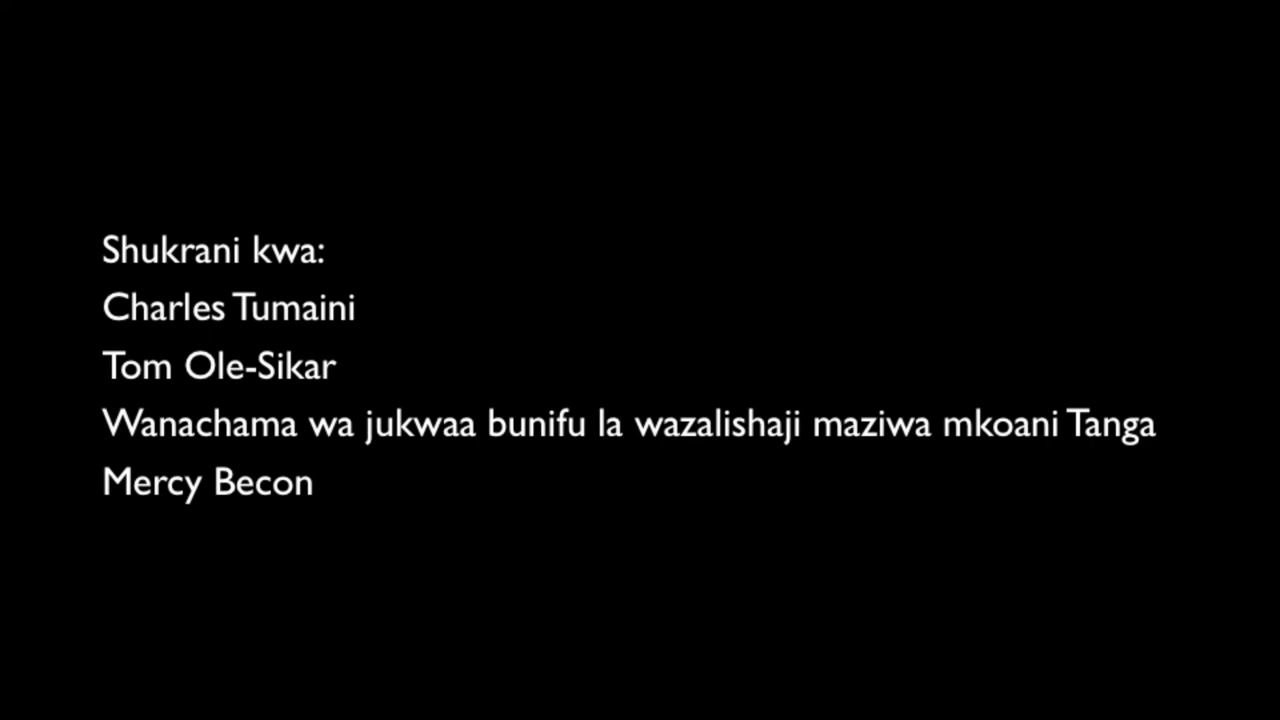 Shukrani kwa:
Charles Tumaini
Tom Ole-Sikar
Wanachama wa jukwaa bunifu la wazalishaji maziwa mkoani Tanga
Mercy Becon